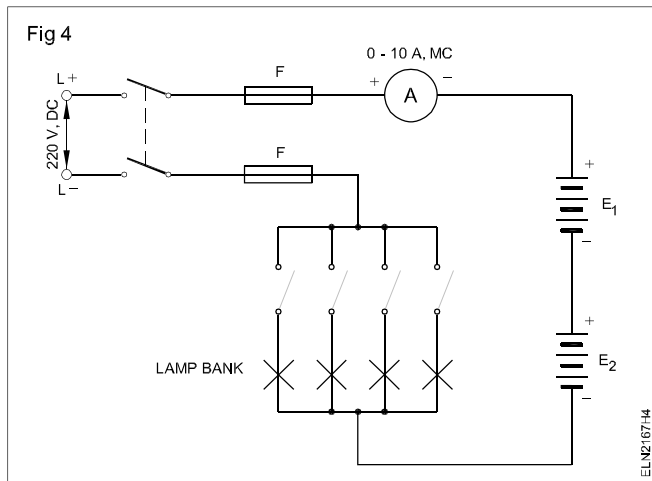 Fig 4
0 - 10 A, MC
L +
F
+
A
–
220 V, DC
L –
F
+
E1
–
+
LAMP BANK
E2
–
ELN2167H4